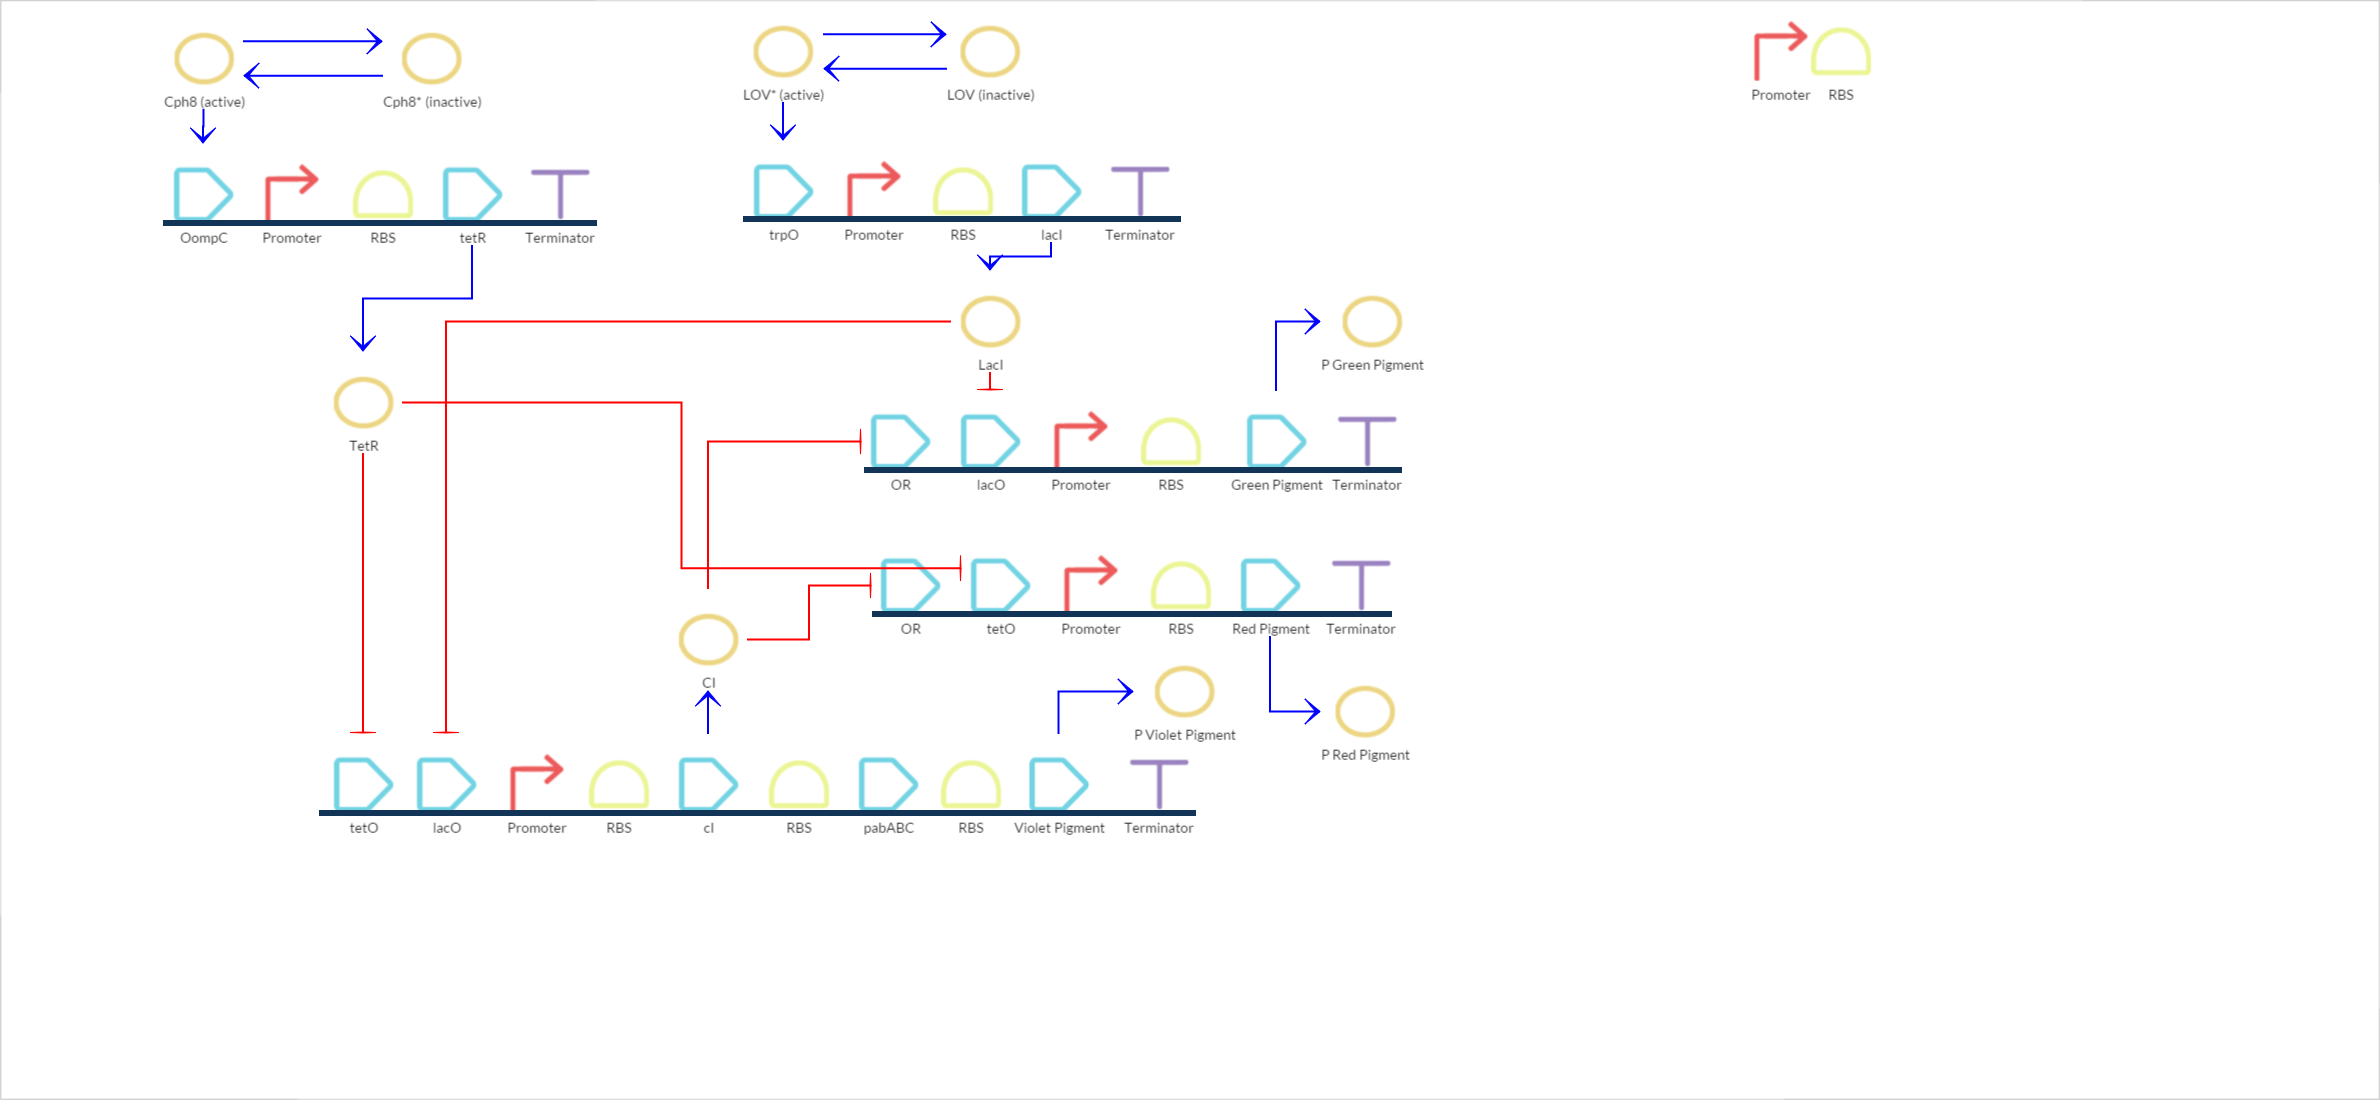 Cph8 (active)
Cph8* (inactive)
LOV* (active)
LOV (inactive)
Promoter
RBS
OompC
Promoter
RBS
tetR
Terminator
trpO
Promoter
RBS
lacI
Terminator
LacI
P Green Pigment
TetR
OR
lacO
Promoter
RBS
Green Pigment
Terminator
OR
tetO
Promoter
RBS
Red Pigment
Terminator
CI
P Violet Pigment
P Red Pigment
tetO
lacO
Promoter
RBS
cI
RBS
pabABC
RBS
Violet Pigment
Terminator